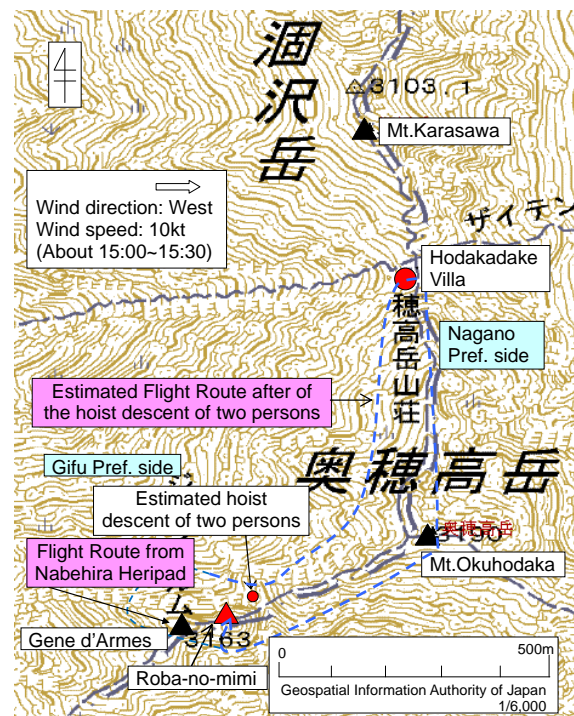 涸沢岳
3103.1
Mt.Karasawa
Wind direction: West
Wind speed: 10kt
(About 15:00~15:30)
ザイテン
Hodakadake
Villa
穂高岳山荘
Nagano
Pref. side
Estimated Flight Route after of
the hoist descent of two persons
奥穂高岳
Gifu Pref. side
Estimated hoist
descent of two persons
3190
奥穂高岳
Mt.Okuhodaka
Flight Route from
Nabehira Heripad
Gene d’Armes
3163
Roba-no-mimi
0
500m
Geospatial Information Authority of Japan
1/6,000